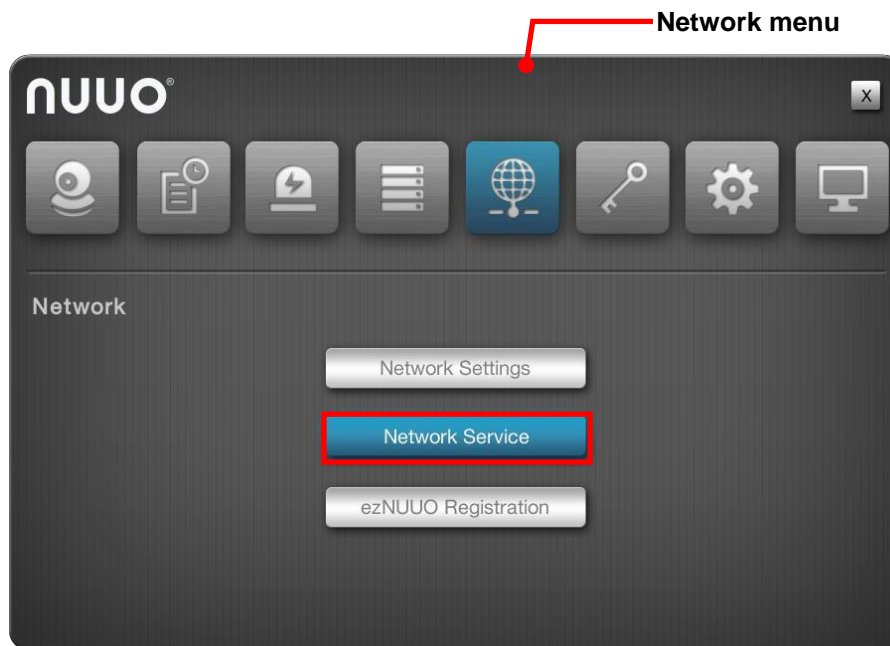 Network menu
nuuo®
X
Network
Network Settings
Network Service
ezNUUO Registration